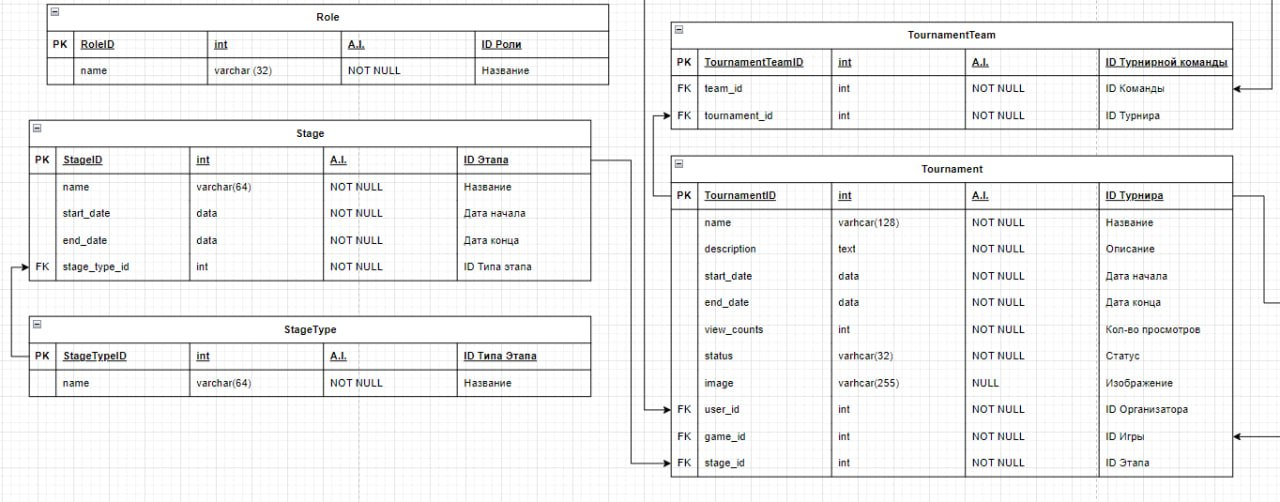 Role
PK RoleID int A.I. ID Роли
name varchar (32) NOT NULL Название
Stage
PK StageID int A.I. ID Этапа
name varchar(64) NOT NULL Название
start_date data NOT NULL Дата начала
end_date data NOT NULL Дата конца
FK stage_type_id int NOT NULL ID Типа этапа
StageType
PK StageTypeID int A.I. ID Типа Этапа
name varchar(64) NOT NULL Название
TournamentTeam
PK TournamentTeamID int A.I. ID Турнирной команды
FK team_id int NOT NULL ID Команды
FK tournament_id int NOT NULL ID Турнира
Tournament
PK TournamentID int A.I. ID Турнира
name varhcar(128) NOT NULL Название
description text NOT NULL Описание
start_date data NOT NULL Дата начала
end_date data NOT NULL Дата конца
view_counts int NOT NULL Кол-во просмотров
status varhcar(32) NOT NULL Статус
image varhcar(255) NULL Изображение
FK user_id int NOT NULL ID Организатора
FK game_id int NOT NULL ID Игры
FK stage_id int NOT NULL ID Этапа